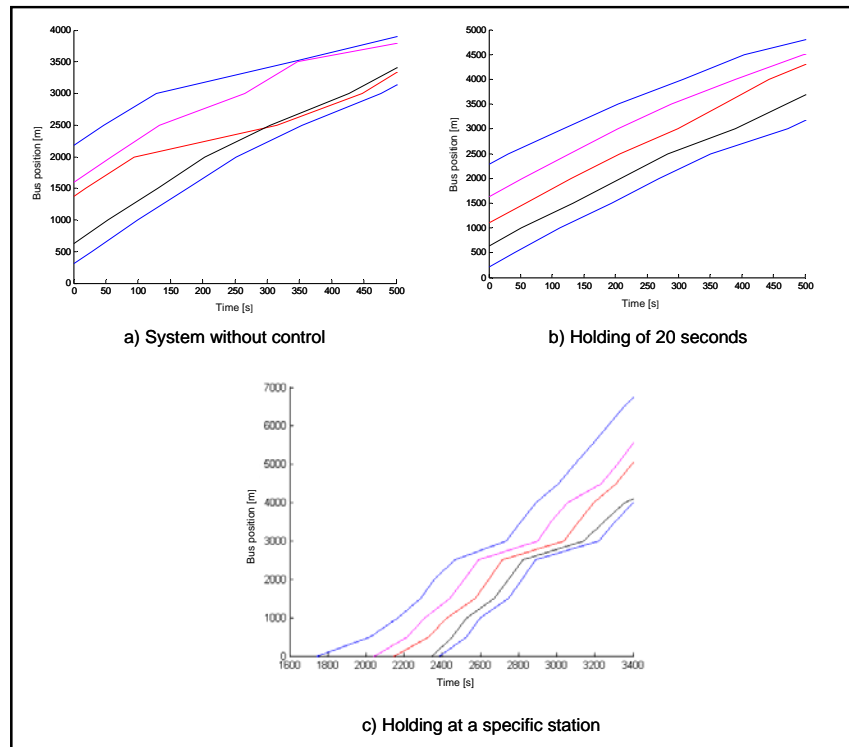 4000
3500
3000
2500
2000
1500
1000
500
0
Bus position [m]
0 50 100 150 200 250 300 350 400 450 500
Time [s]
a) System without control
5000
4500
4000
3500
3000
2500
2000
1500
1000
500
0
Bus position [m]
0 50 100 150 200 250 300 350 400 450 500
Time [s]
b) Holding of 20 seconds
7000
6000
5000
4000
3000
2000
1000
0
Bus position [m]
1600 1800 2000 2200 2400 2600 2800 3000 3200 3400
Time [s]
c) Holding at a specific station